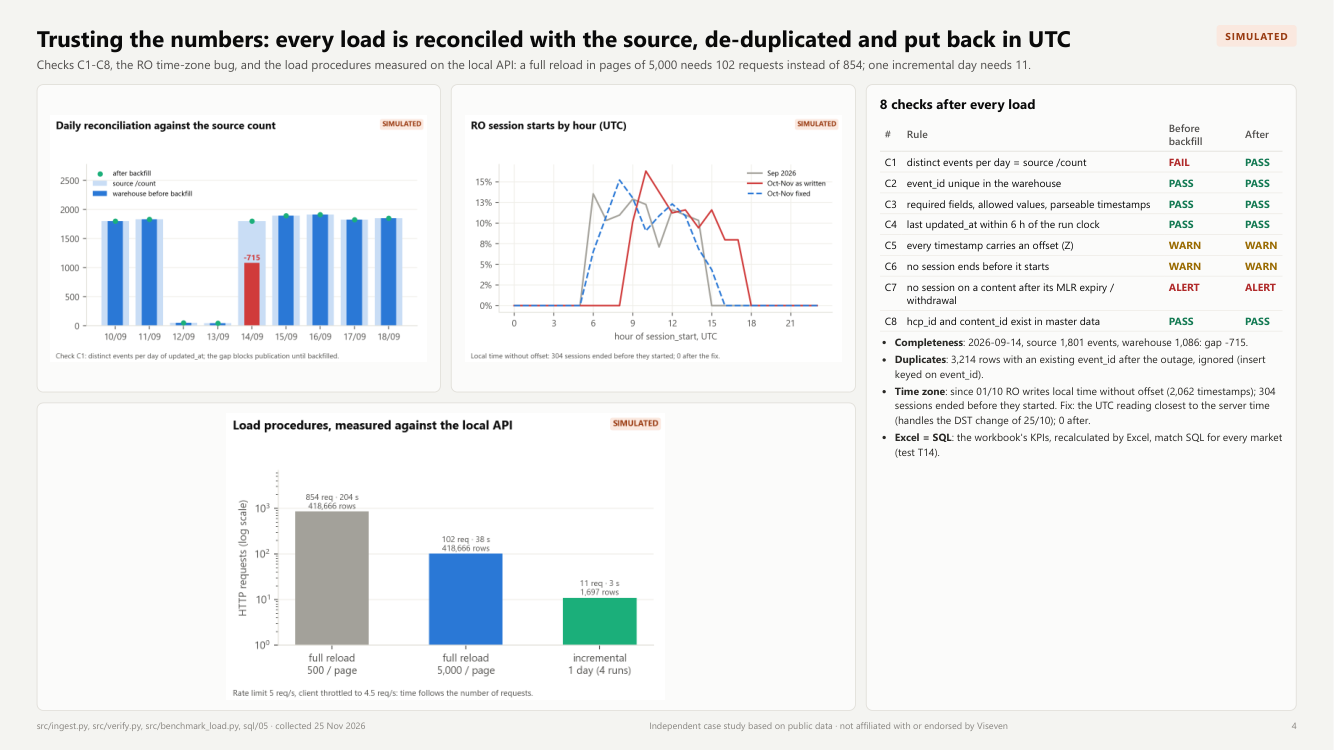 Trusting the numbers: every load is reconciled with the source, de-duplicated and put back in UTC
SIMULATED
Checks C1-C8, the RO time-zone bug, and the load procedures measured on the local API: a full reload in pages of 5,000 needs 102 requests instead of 854; one incremental day needs 11.
Daily reconciliation against the source count
SIMULATED
after backfill
source /count
warehouse before backfill
2500
2000
1500
1000
500
0
-715
10/09 11/09 12/09 13/09 14/09 15/09 16/09 17/09 18/09
Check C1: distinct events per day of updated_at; the gap blocks publication until backfilled.
RO session starts by hour (UTC)
SIMULATED
Sep 2026
Oct-Nov as written
Oct-Nov fixed
15%
13%
10%
8%
5%
2%
0%
0 3 6 9 12 15 18 21
hour of session_start, UTC
Local time without offset: 304 sessions ended before they started; 0 after the fix.
Load procedures, measured against the local API
SIMULATED
HTTP requests (log scale)
10³
10²
10¹
10⁰
854 req · 204 s
418,666 rows
102 req · 38 s
418,666 rows
11 req · 3 s
1,697 rows
full reload
500 / page
full reload
5,000 / page
incremental
1 day (4 runs)
Rate limit 5 req/s, client throttled to 4.5 req/s: time follows the number of requests.
8 checks after every load
# Rule Before backfill After
C1 distinct events per day = source /count FAIL PASS
C2 event_id unique in the warehouse PASS PASS
C3 required fields, allowed values, parseable timestamps PASS PASS
C4 last updated_at within 6 h of the run clock PASS PASS
C5 every timestamp carries an offset (Z) WARN WARN
C6 no session ends before it starts WARN WARN
C7 no session on a content after its MLR expiry / withdrawal ALERT ALERT
C8 hcp_id and content_id exist in master data PASS PASS
• Completeness: 2026-09-14, source 1,801 events, warehouse 1,086: gap -715.
• Duplicates: 3,214 rows with an existing event_id after the outage, ignored (insert
keyed on event_id).
• Time zone: since 01/10 RO writes local time without offset (2,062 timestamps); 304
sessions ended before they started. Fix: the UTC reading closest to the server time
(handles the DST change of 25/10); 0 after.
• Excel = SQL: the workbook's KPIs, recalculated by Excel, match SQL for every market
(test T14).
src/ingest.py, src/verify.py, src/benchmark_load.py, sql/05 · collected 25 Nov 2026
Independent case study based on public data · not affiliated with or endorsed by Viseven
4